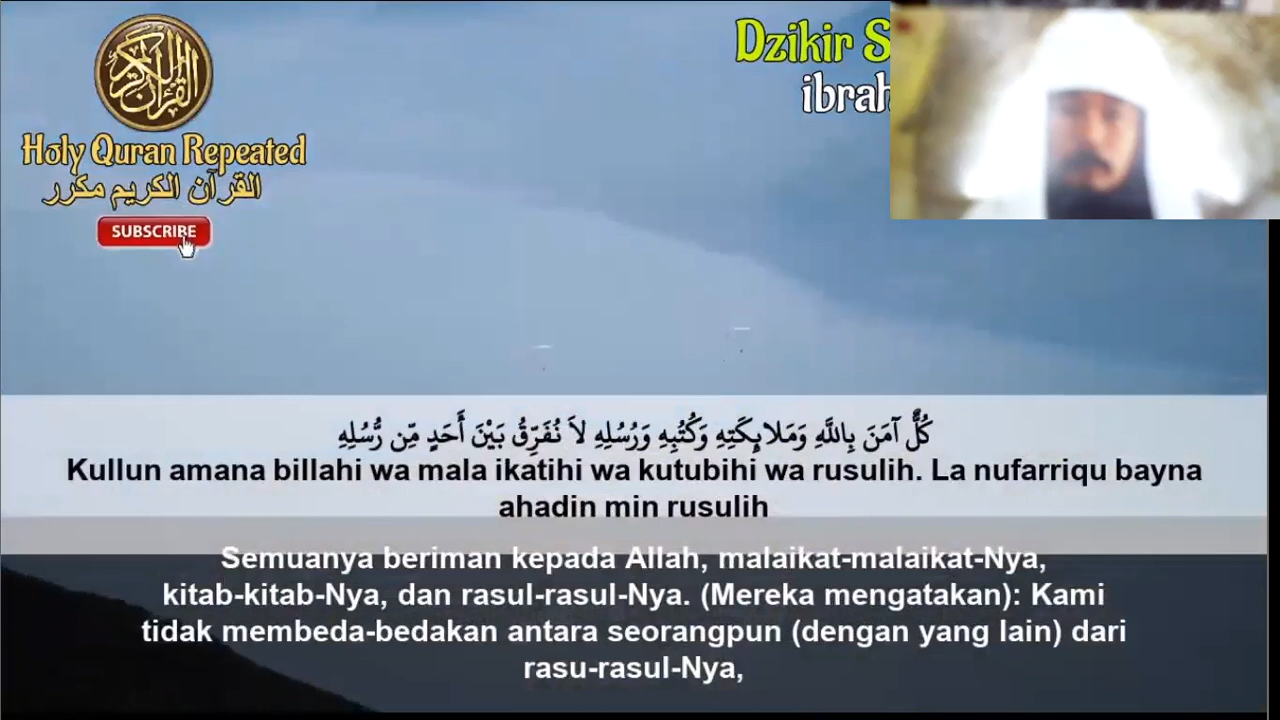 Holy Quran Repeated
القرآن الكريم مكرر
SUBSCRIBE
Dzikir S
ibrah
كُلٌّ آمَنَ بِاللَّهِ وَمَلائِكَتِهِ وَكُتُبِهِ وَرُسُلِهِ لاَ نُفَرِّقُ بَيْنَ أَحَدٍ مِّن رُّسُلِهِ
Kullun amana billahi wa mala ikatihi wa kutubihi wa rusulih. La nufarriqu bayna
ahadin min rusulih
Semuanya beriman kepada Allah, malaikat-malaikat-Nya,
kitab-kitab-Nya, dan rasul-rasul-Nya. (Mereka mengatakan): Kami
tidak membeda-bedakan antara seorangpun (dengan yang lain) dari
rasu-rasul-Nya,